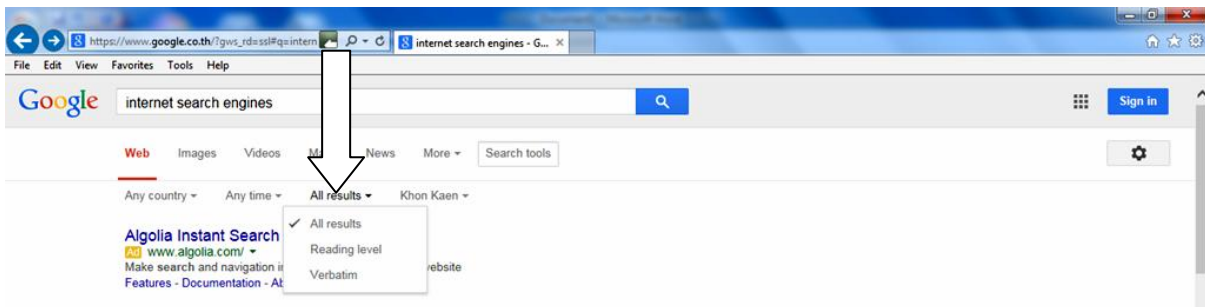 https://www.google.co.th/?gws_rd=ssl#q=intern
internet search engines - G...
File Edit View Favorites Tools Help
Google internet search engines Sign in
Web Images Videos News More Search tools
Any country Any time All results Khon Kaen
All results
Reading level
Verbatim
Algolia Instant Search
Ad www.algolia.com/
Make search and navigation ebsite
Features - Documentation -